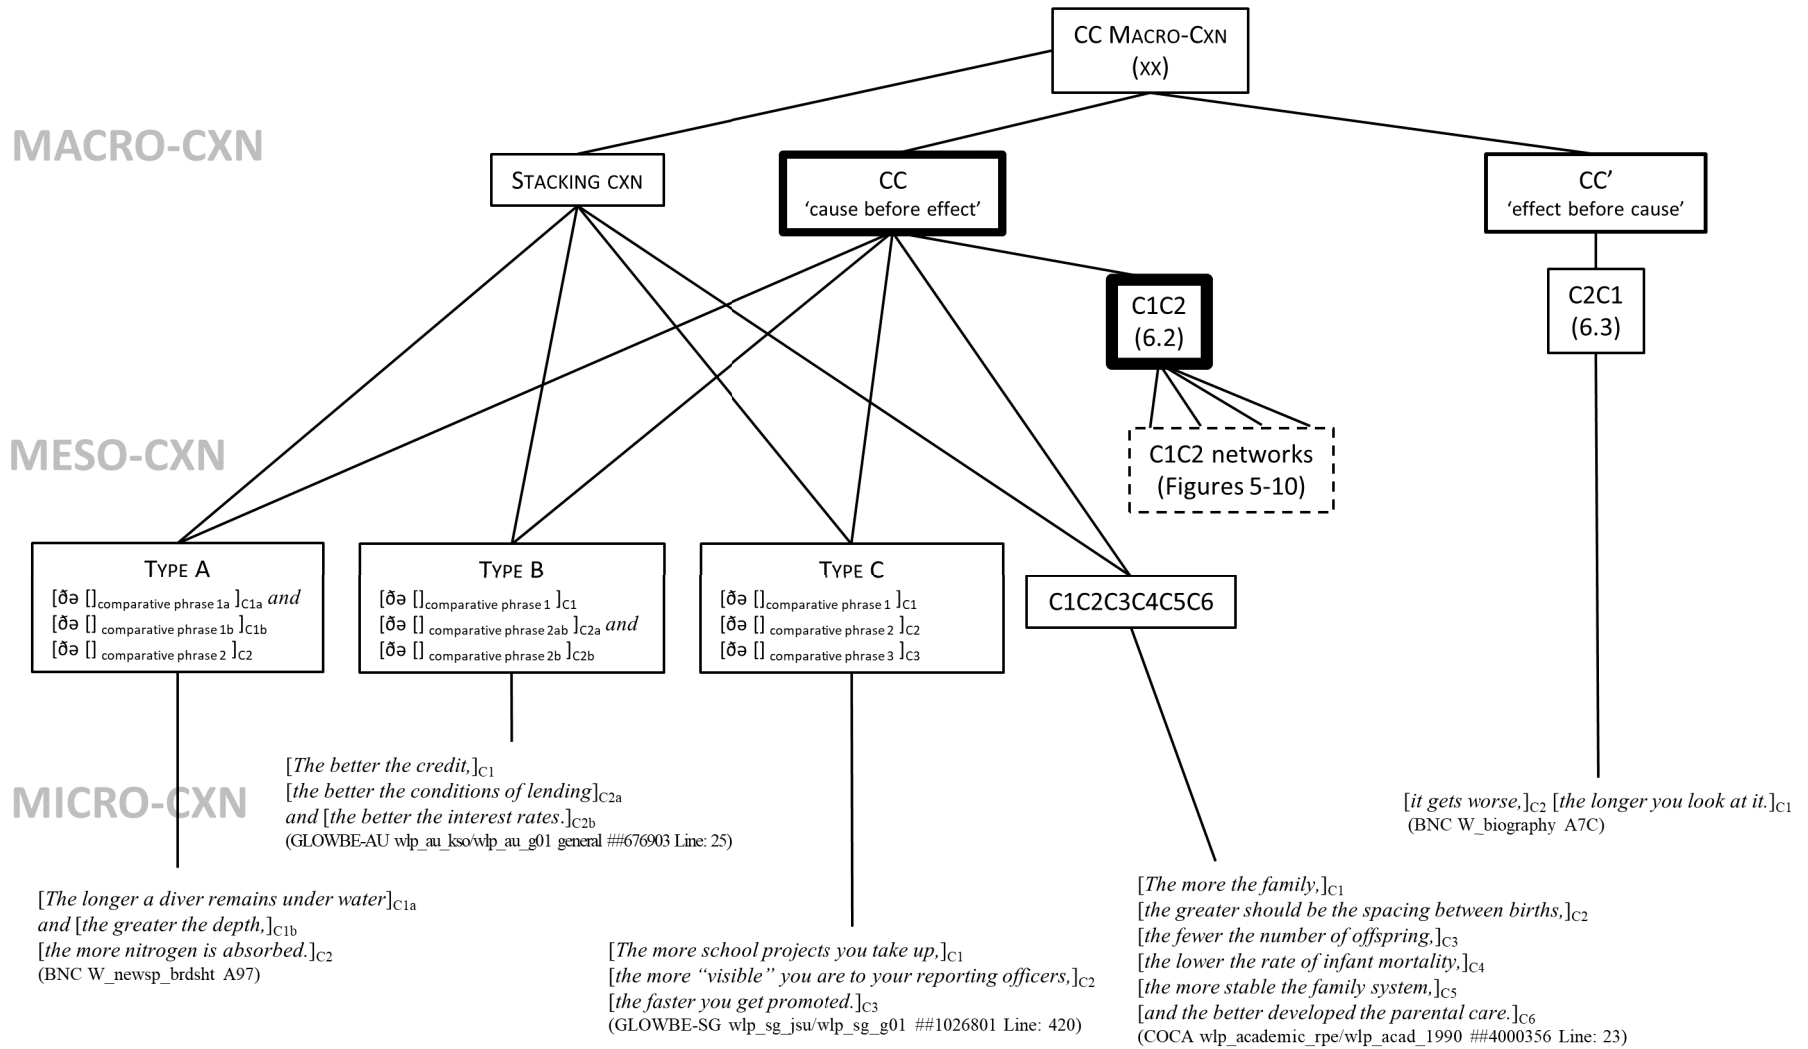 CC MACRO-CXN
(XX)
MACRO-CXN
STACKING CXN
CC
‘cause before effect’
CC’
‘effect before cause’
C1C2
(6.2)
C2C1
(6.3)
MESO-CXN
C1C2 networks
(Figures 5-10)
TYPE A
[ðə []comparative phrase 1a ]C1a and
[ðə [] comparative phrase 1b ]C1b
[ðə [] comparative phrase 2 ]C2
TYPE B
[ðə []comparative phrase 1 ]C1
[ðə [] comparative phrase 2ab ]C2a and
[ðə [] comparative phrase 2b ]C2b
TYPE C
[ðə []comparative phrase 1 ]C1
[ðə [] comparative phrase 2 ]C2
[ðə [] comparative phrase 3 ]C3
C1C2C3C4C5C6
MICRO-CXN
[The better the credit,]C1
[the better the conditions of lending]C2a
and [the better the interest rates.]C2b
(GLOWBE-AU wlp_au_kso/wlp_au_g01 general ##676903 Line: 25)
[it gets worse,]C2 [the longer you look at it.]C1
(BNC W_biography A7C)
[The longer a diver remains under water]C1a
and [the greater the depth,]C1b
[the more nitrogen is absorbed.]C2
(BNC W_newsp_brdsht A97)
[The more school projects you take up,]C1
[the more “visible” you are to your reporting officers,]C2
[the faster you get promoted.]C3
(GLOWBE-SG wlp_sg_jsu/wlp_sg_g01 ##1026801 Line: 420)
[The more the family,]C1
[the greater should be the spacing between births,]C2
[the fewer the number of offspring,]C3
[the lower the rate of infant mortality,]C4
[the more stable the family system,]C5
[and the better developed the parental care.]C6
(COCA wlp_academic_rpe/wlp_acad_1990 ##4000356 Line: 23)